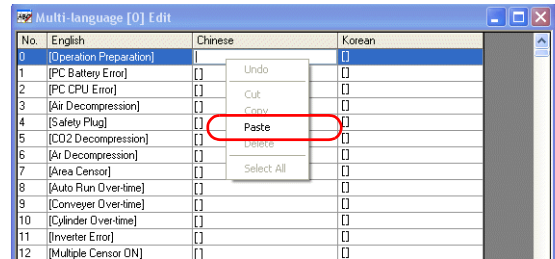 Multi-language [0] Edit
No. English Chinese Korean
0 [Operation Preparation] []
1 [PC Battery Error] [] []
2 [PC CPU Error] [] []
3 [Air Decompression] [] []
4 [Safety Plug] [] []
5 [CO2 Decompression] [] []
6 [Ar Decompression] [] []
7 [Area Censor] [] []
8 [Auto Run Over-time] [] []
9 [Conveyer Over-time] [] []
10 [Cylinder Over-time] [] []
11 [Inverter Error] [] []
12 [Multiple Censor ON] [] []
Undo
Cut
Copy
Paste
Delete
Select All